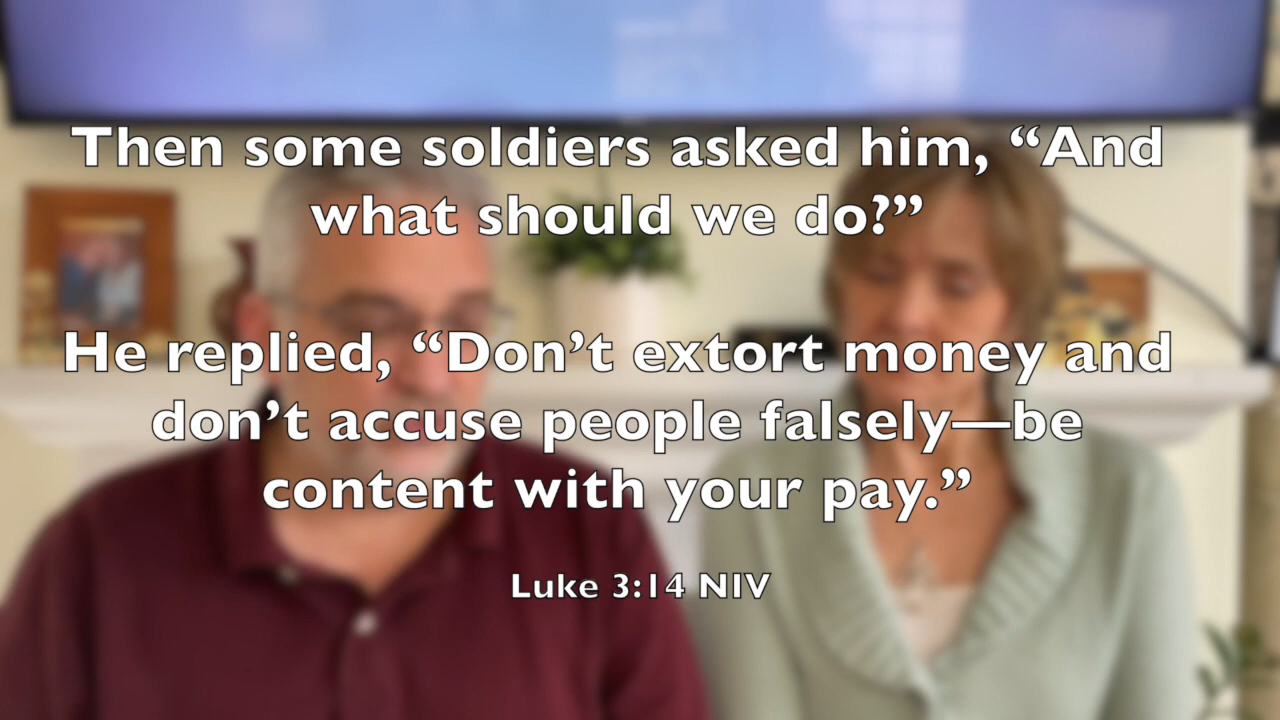 Then some soldiers asked him, “And
what should we do?”
He replied, “Don’t extort money and
don’t accuse people falsely—be
content with your pay.”
Luke 3:14 NIV